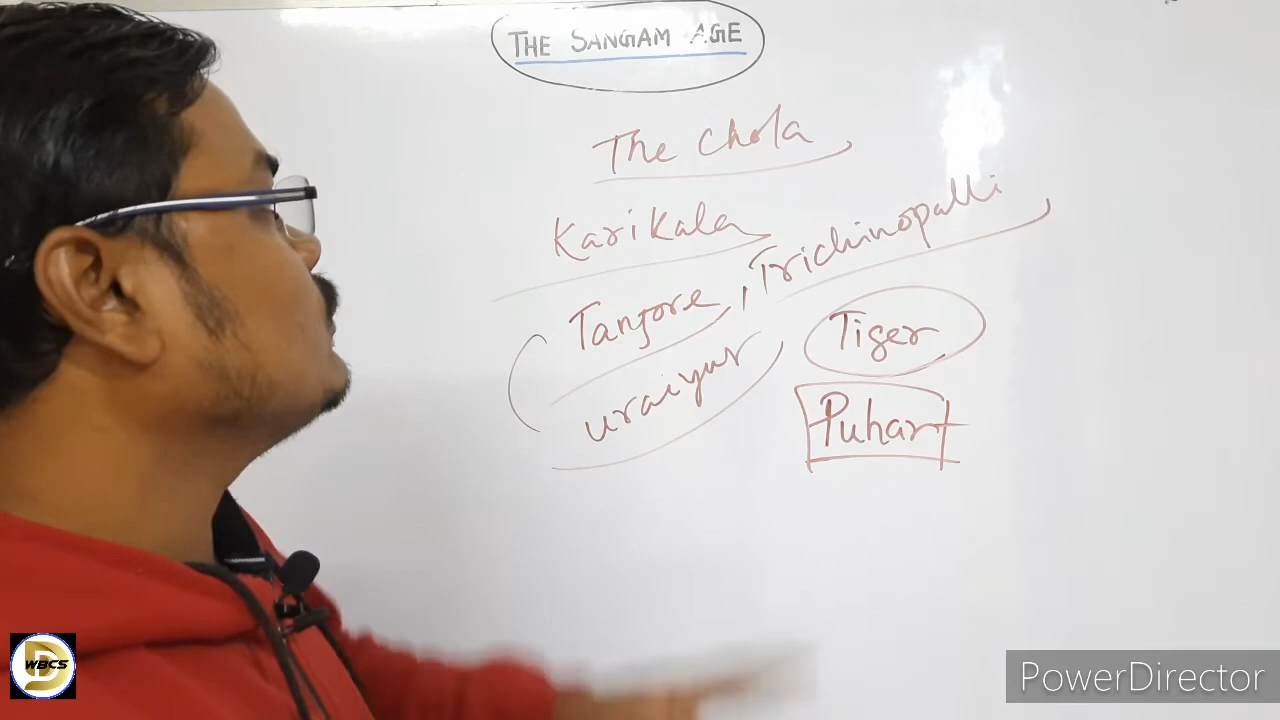 THE SANGAM AGE
The Chola
Karikala
Tanjore, Trichinopalli
uraiyur
Tiger
Puhar
WBCS
PowerDirector